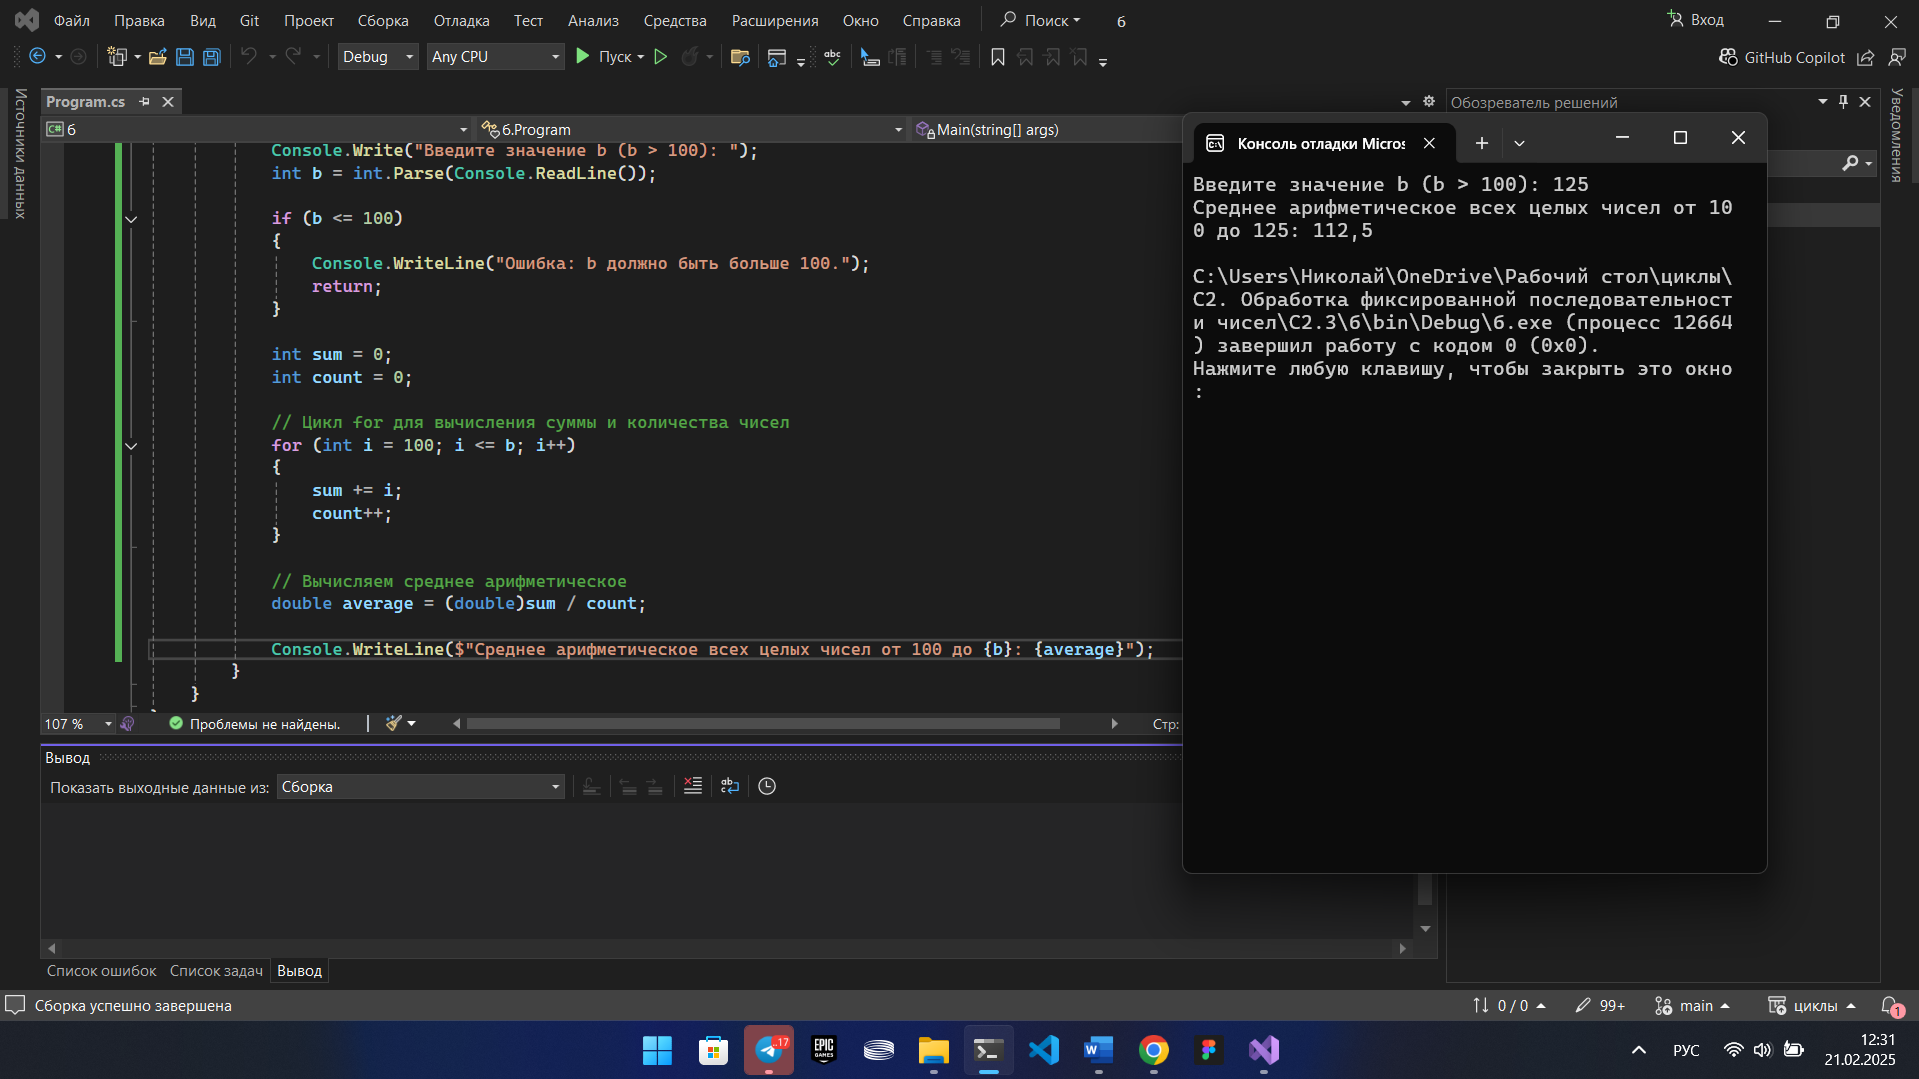 Файл Правка Вид Git Проект Сборка Отладка Тест Анализ Средства Расширения Окно Справка Поиск 6 Вход
Debug Any CPU Пуск GitHub Copilot
Источники данных
Program.cs
6 6.Program Main(string[] args)
Console.Write("Введите значение b (b > 100): ");
int b = int.Parse(Console.ReadLine());
if (b <= 100)
{
Console.WriteLine("Ошибка: b должно быть больше 100.");
return;
}
int sum = 0;
int count = 0;
// Цикл for для вычисления суммы и количества чисел
for (int i = 100; i <= b; i++)
{
sum += i;
count++;
}
// Вычисляем среднее арифметическое
double average = (double)sum / count;
Console.WriteLine($"Среднее арифметическое всех целых чисел от 100 до {b}: {average}");
}
}
107 % Проблемы не найдены. Стр:
Вывод
Показать выходные данные из: Сборка
Список ошибок Список задач Вывод
Обозреватель решений
Уведомления
Консоль отладки Micros
Введите значение b (b > 100): 125
Среднее арифметическое всех целых чисел от 10
0 до 125: 112,5
C:\Users\Николай\OneDrive\Рабочий стол\циклы\
C2. Обработка фиксированной последовательност
и чисел\C2.3\6\bin\Debug\6.exe (процесс 12664
) завершил работу с кодом 0 (0x0).
Нажмите любую клавишу, чтобы закрыть это окно
:
Сборка успешно завершена 0 / 0 99+ main циклы 1
..17 EPIC GAMES W РУС 12:31
21.02.2025